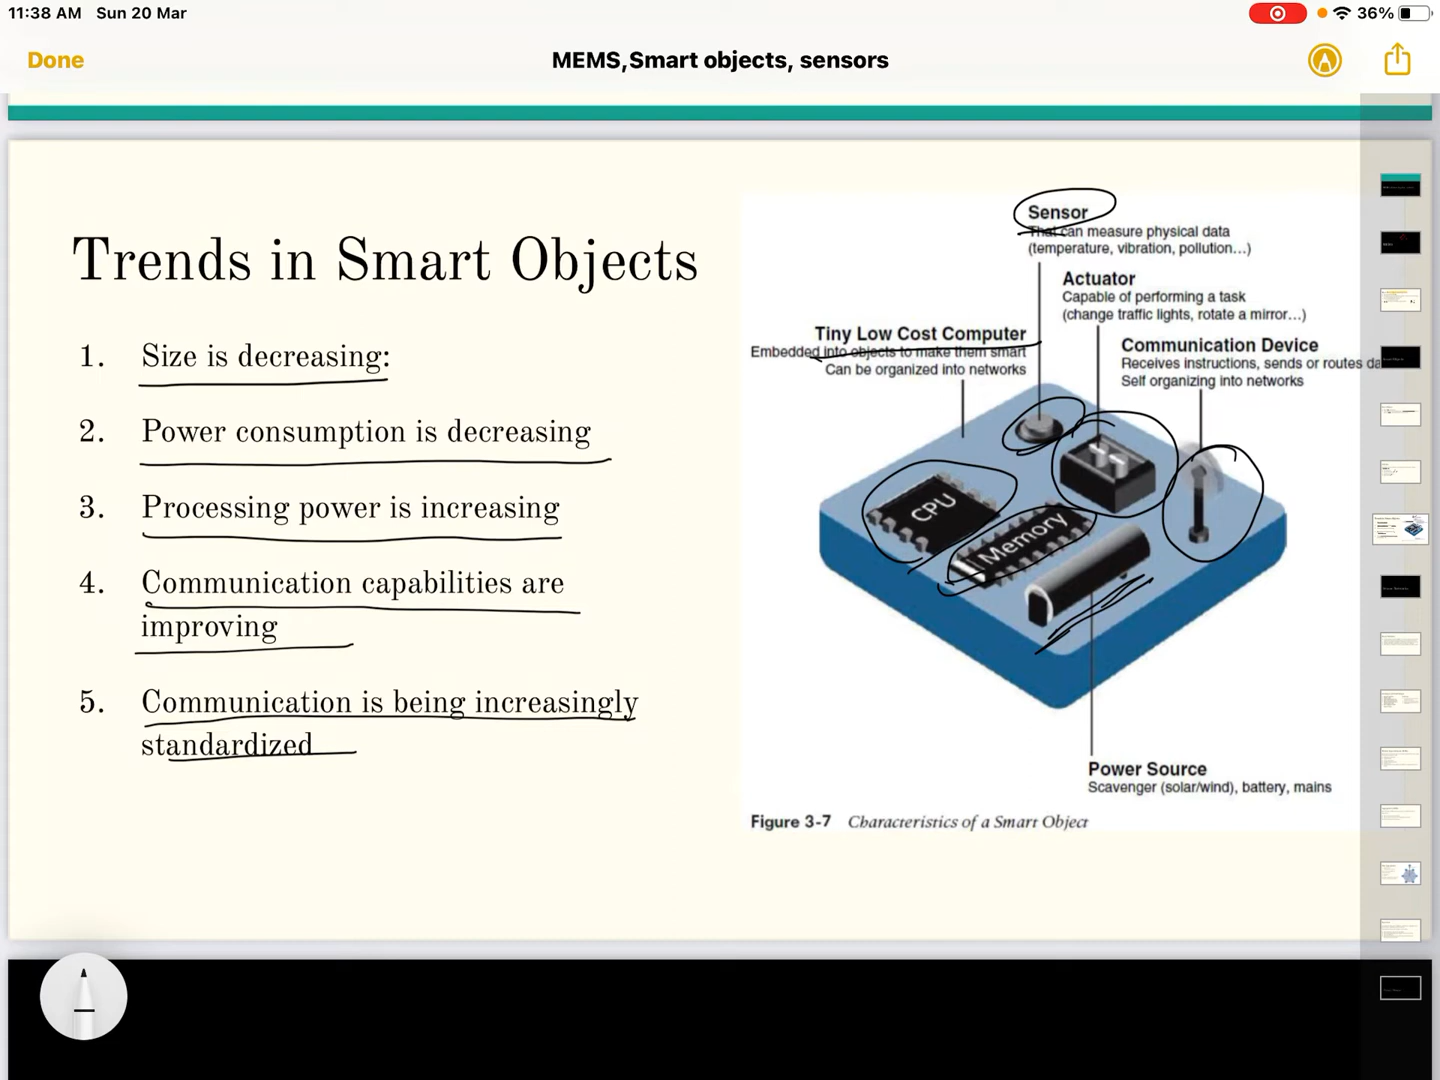 11:38 AM Sun 20 Mar
36%
Done
MEMS,Smart objects, sensors
Trends in Smart Objects
1. Size is decreasing:
2. Power consumption is decreasing
3. Processing power is increasing
4. Communication capabilities are
improving
5. Communication is being increasingly
standardized
Sensor
That can measure physical data
(temperature, vibration, pollution...)
Actuator
Capable of performing a task
(change traffic lights, rotate a mirror...)
Tiny Low Cost Computer
Embedded into objects to make them smart
Can be organized into networks
Communication Device
Receives instructions, sends or routes da
Self organizing into networks
CPU
Memory
Power Source
Scavenger (solar/wind), battery, mains
Figure 3-7 Characteristics of a Smart Object